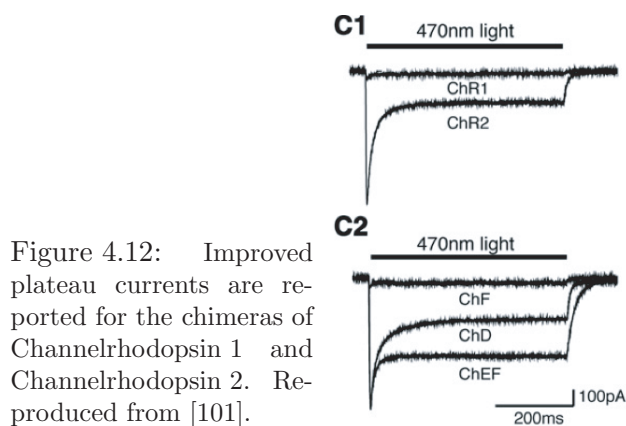 C1
470nm light
ChR1
ChR2
C2
470nm light
ChF
ChD
ChEF
100pA
200ms
Figure 4.12: Improved
plateau currents are re-
ported for the chimeras of
Channelrhodopsin 1 and
Channelrhodopsin 2. Re-
produced from [101].